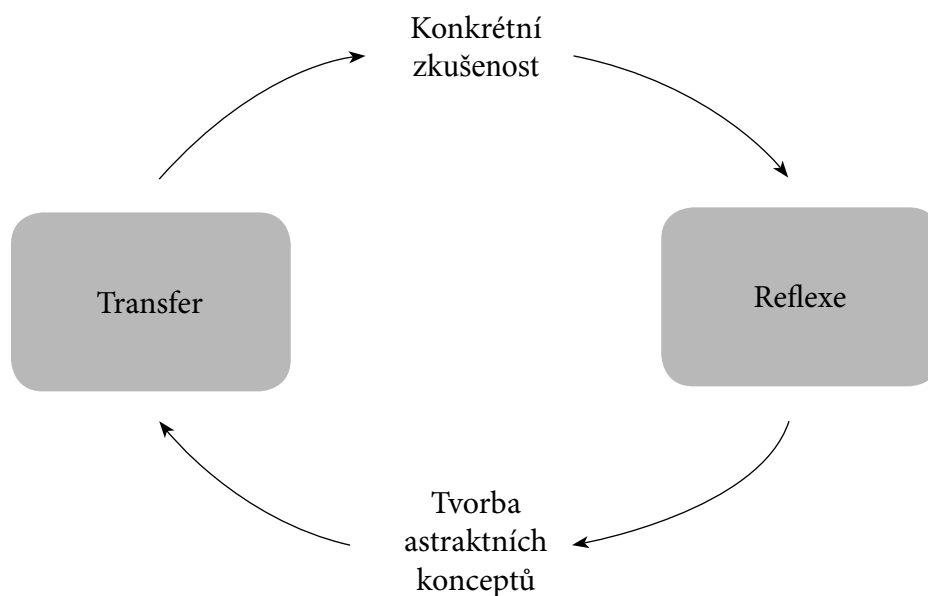 Konkrétní
zkušenost
Transfer
Reflexe
Tvorba
astraktních
konceptů